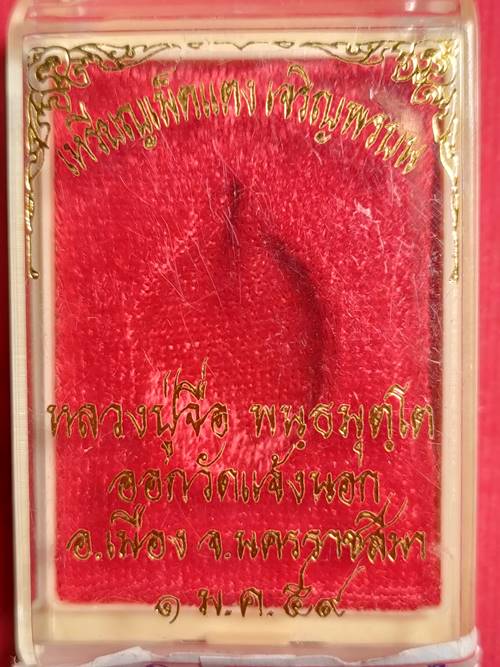 เหรียญเม็ดแตง เจริญพรบน
หลวงปู่จื่อ พนฺธมุตฺโต
ออกวัดแจ้งนอก
อ.เมือง จ.นครราชสีมา
๑ ม.ค.๕๙